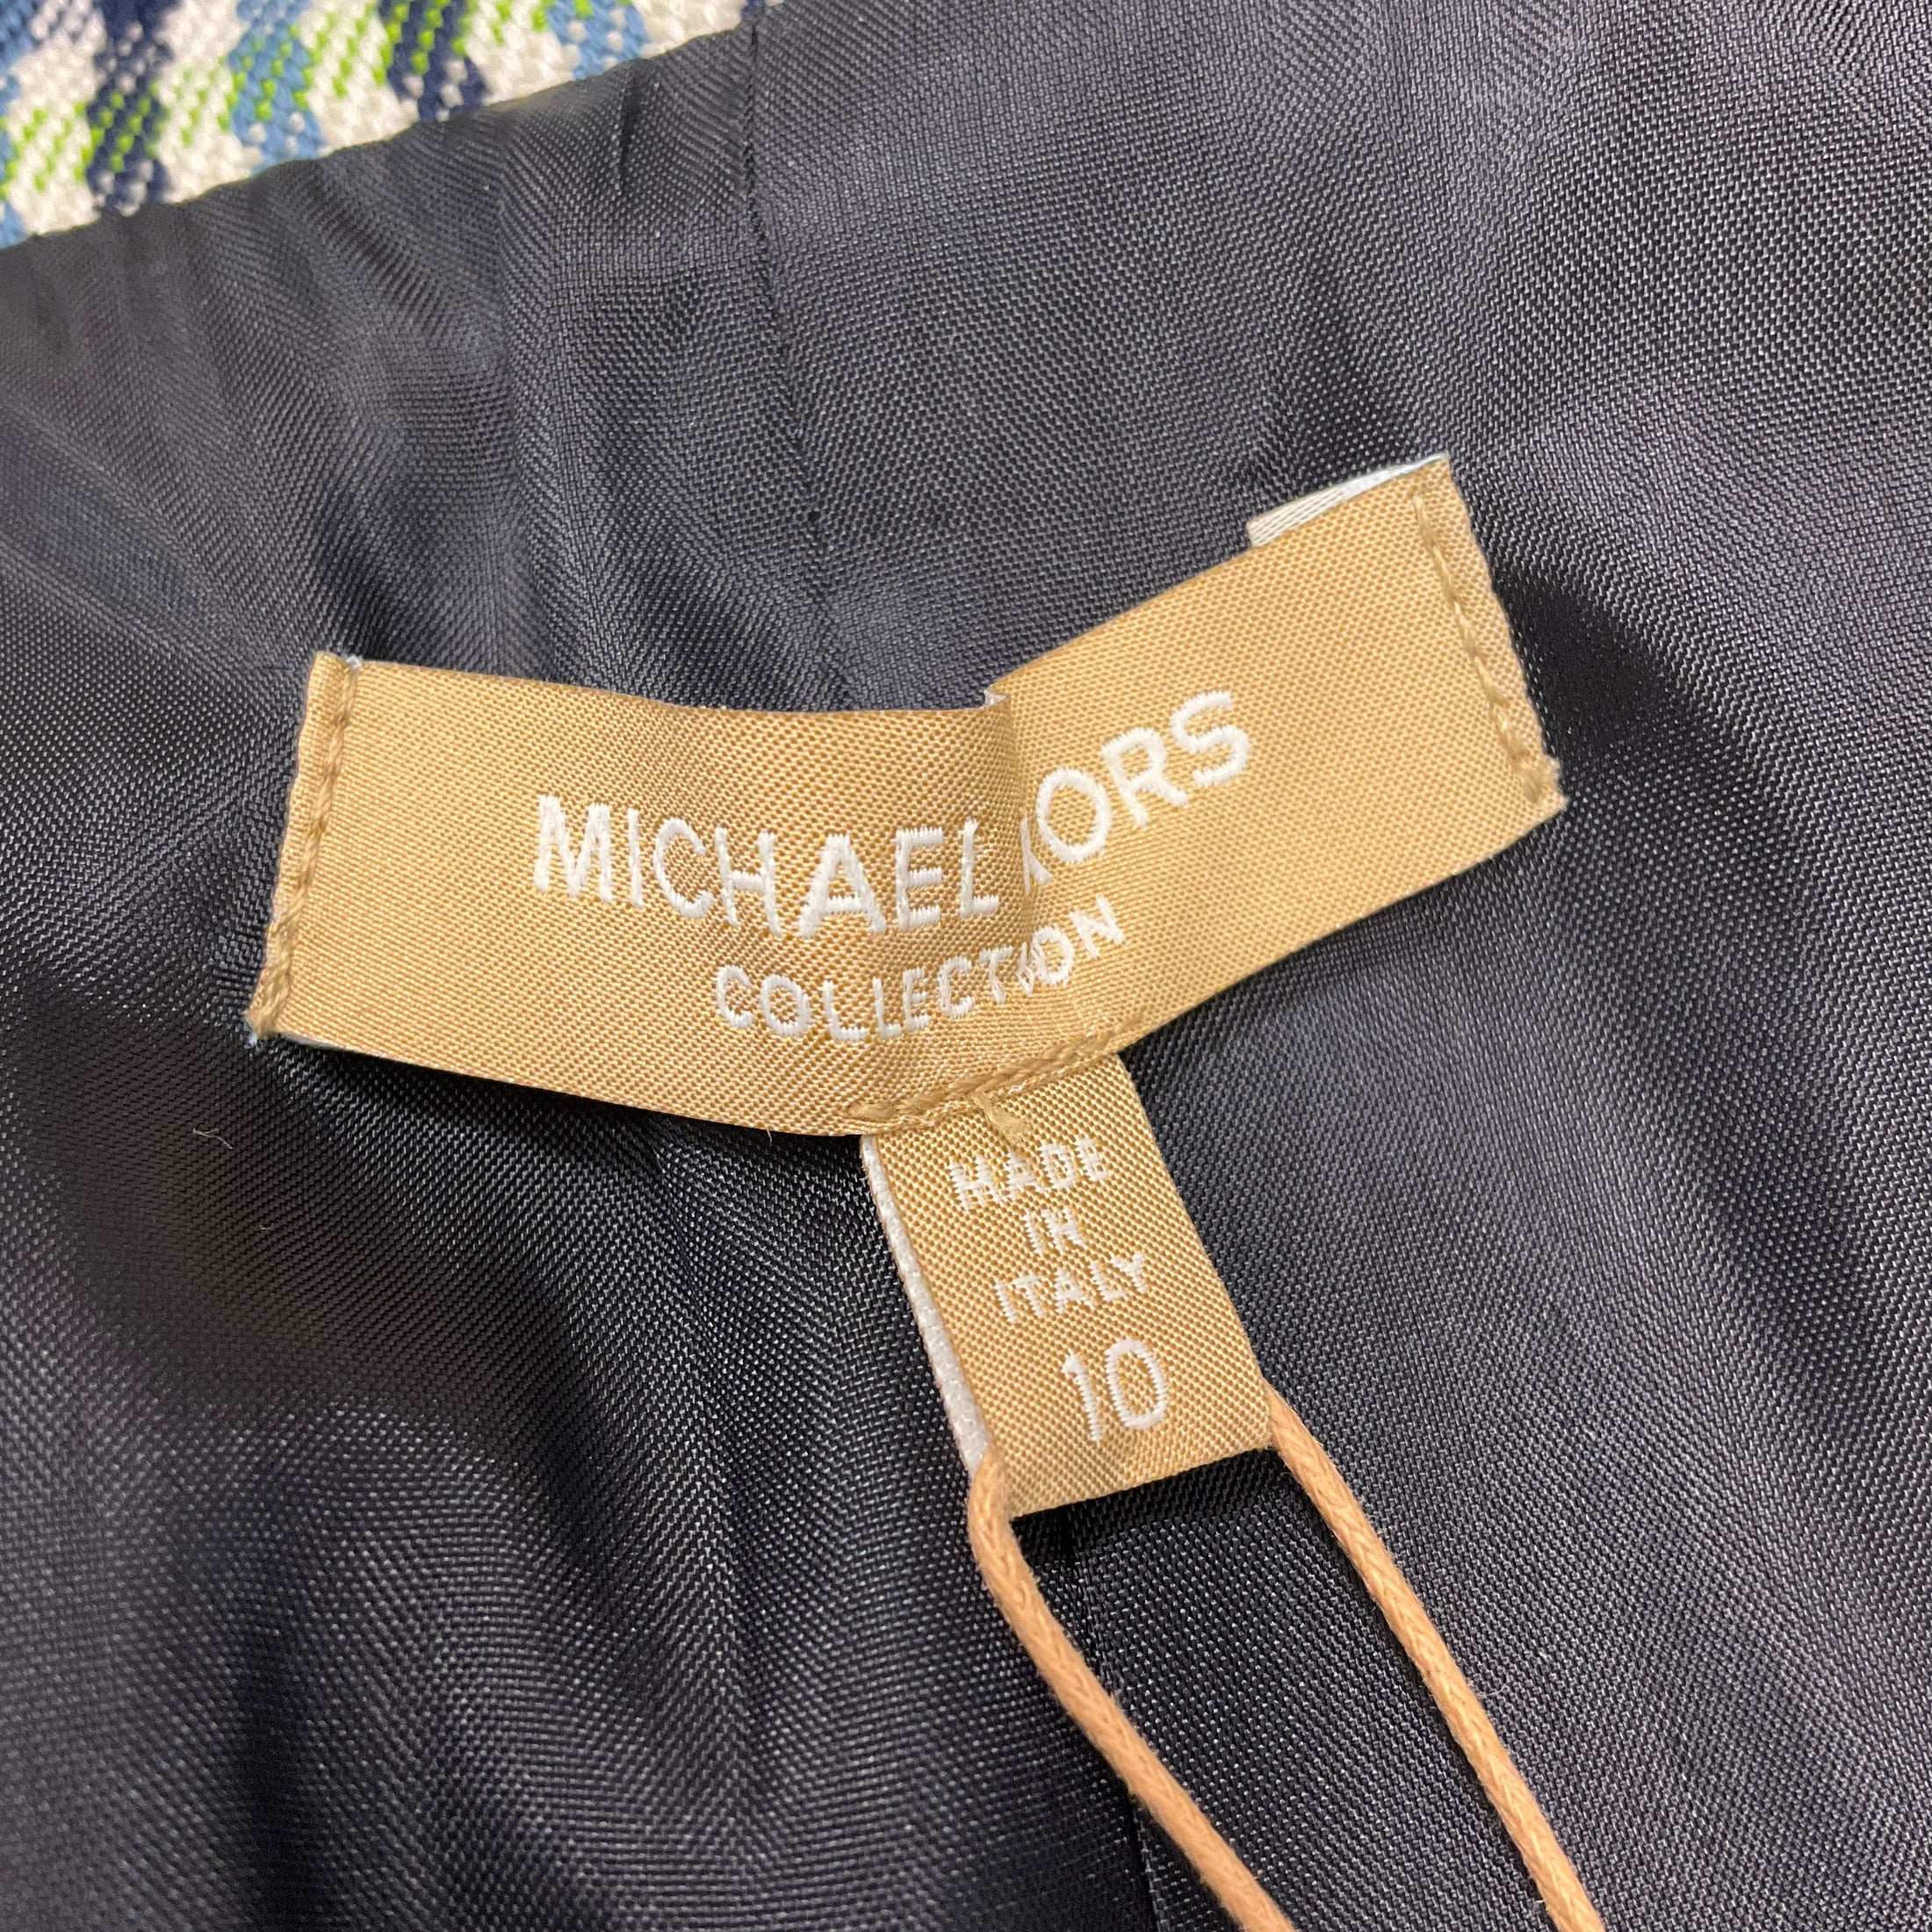 MICHAEL KORS
COLLECTION
MADE
IN
ITALY
10